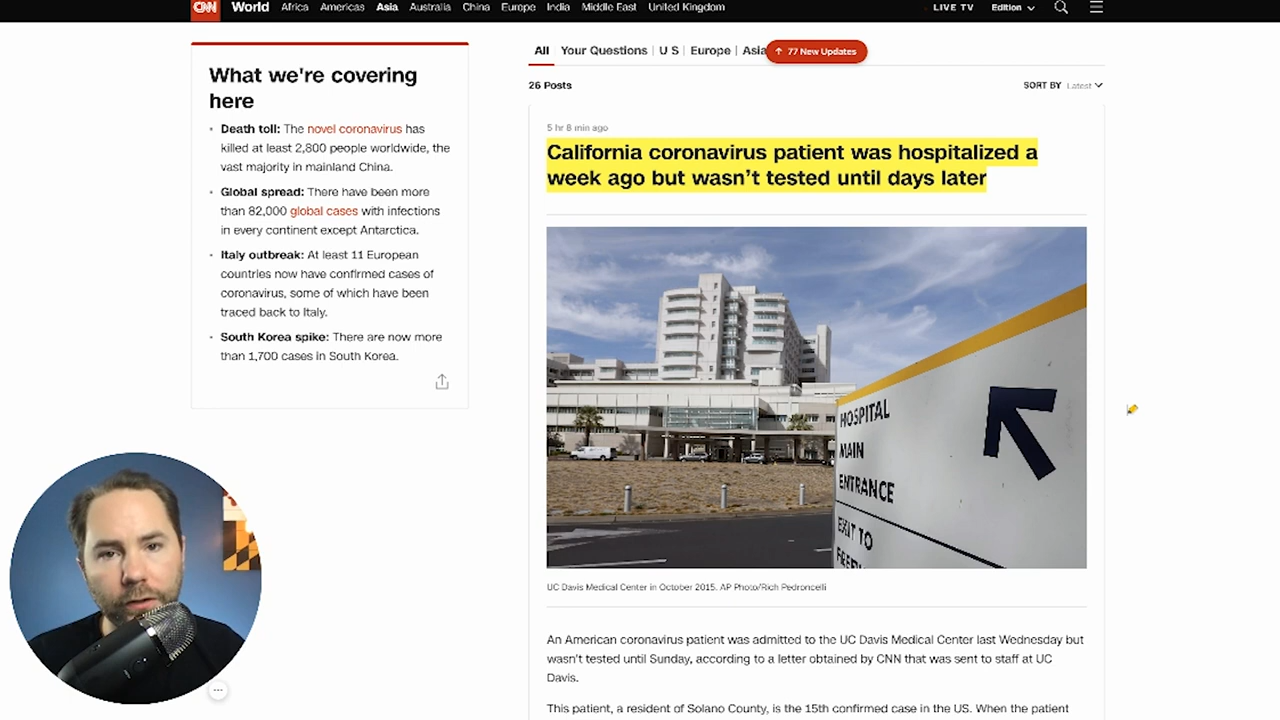 CNN World Africa Americas Asia Australia China Europe India Middle East United Kingdom LIVE TV Edition
What we're covering
here
Death toll: The novel coronavirus has
killed at least 2,800 people worldwide, the
vast majority in mainland China.
Global spread: There have been more
than 82,000 global cases with infections
in every continent except Antarctica.
Italy outbreak: At least 11 European
countries now have confirmed cases of
coronavirus, some of which have been
traced back to Italy.
South Korea spike: There are now more
than 1,700 cases in South Korea.
All Your Questions U S Europe Asia 77 New Updates
26 Posts SORT BY Latest
5 hr 8 min ago
California coronavirus patient was hospitalized a
week ago but wasn't tested until days later
HOSPITAL
MAIN
ENTRANCE
EXIT TO
UC Davis Medical Center in October 2015. AP Photo/Rich Pedroncelli
An American coronavirus patient was admitted to the UC Davis Medical Center last Wednesday but
wasn't tested until Sunday, according to a letter obtained by CNN that was sent to staff at UC
Davis.
This patient, a resident of Solano County, is the 15th confirmed case in the US. When the patient